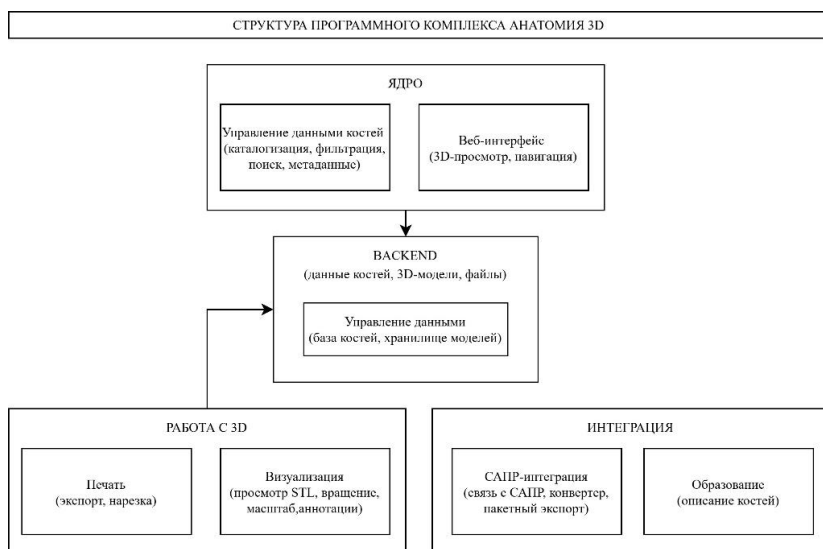 СТРУКТУРА ПРОГРАММНОГО КОМПЛЕКСА АНАТОМИЯ 3D
ЯДРО
Управление данными костей
(каталогизация, фильтрация,
поиск, метаданные)
Веб-интерфейс
(3D-просмотр, навигация)
BACKEND
(данные костей, 3D-модели, файлы)
Управление данными
(база костей, хранилище моделей)
РАБОТА С 3D
Печать
(экспорт, нарезка)
Визуализация
(просмотр STL, вращение,
масштаб,аннотации)
ИНТЕГРАЦИЯ
САПР-интеграция
(связь с САПР, конвертер,
пакетный экспорт)
Образование
(описание костей)